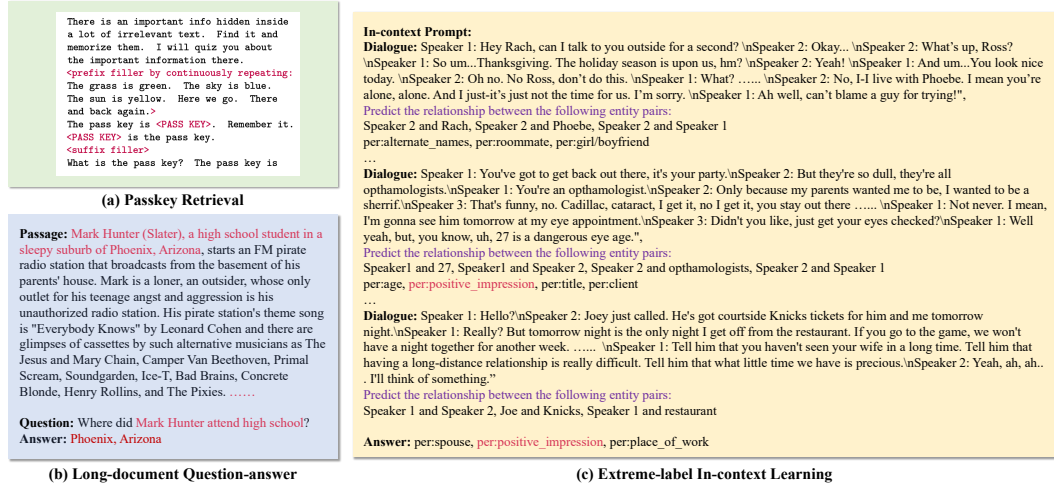 There is an important info hidden inside
a lot of irrelevant text. Find it and
memorize them. I will quiz you about
the important information there.
<prefix filler by continuously repeating:
The grass is green. The sky is blue.
The sun is yellow. Here we go. There
and back again.>
The pass key is <PASS KEY>. Remember it.
<PASS KEY> is the pass key.
<suffix filler>
What is the pass key? The pass key is
(a) Passkey Retrieval
Passage: Mark Hunter (Slater), a high school student in a
sleepy suburb of Phoenix, Arizona, starts an FM pirate
radio station that broadcasts from the basement of his
parents' house. Mark is a loner, an outsider, whose only
outlet for his teenage angst and aggression is his
unauthorized radio station. His pirate station's theme song
is "Everybody Knows" by Leonard Cohen and there are
glimpses of cassettes by such alternative musicians as The
Jesus and Mary Chain, Camper Van Beethoven, Primal
Scream, Soundgarden, Ice-T, Bad Brains, Concrete
Blonde, Henry Rollins, and The Pixies. ……
Question: Where did Mark Hunter attend high school?
Answer: Phoenix, Arizona
(b) Long-document Question-answer
In-context Prompt:
Dialogue: Speaker 1: Hey Rach, can I talk to you outside for a second? \nSpeaker 2: Okay... \nSpeaker 2: What's up, Ross?
\nSpeaker 1: So um...Thanksgiving. The holiday season is upon us, hm? \nSpeaker 2: Yeah! \nSpeaker 1: And um...You look nice
today. \nSpeaker 2: Oh no. No Ross, don't do this. \nSpeaker 1: What? …... \nSpeaker 2: No, I-I live with Phoebe. I mean you're
alone, alone. And I just-it's just not the time for us. I'm sorry. \nSpeaker 1: Ah well, can't blame a guy for trying!",
Predict the relationship between the following entity pairs:
Speaker 2 and Rach, Speaker 2 and Phoebe, Speaker 2 and Speaker 1
per:alternate_names, per:roommate, per:girl/boyfriend
…
Dialogue: Speaker 1: You've got to get back out there, it's your party.\nSpeaker 2: But they're so dull, they're all
opthamologists.\nSpeaker 1: You're an opthamologist.\nSpeaker 2: Only because my parents wanted me to be, I wanted to be a
sherrif.\nSpeaker 3: That's funny, no. Cadillac, cataract, I get it, no I get it, you stay out there …... \nSpeaker 1: Not never. I mean,
I'm gonna see him tomorrow at my eye appointment.\nSpeaker 3: Didn't you like, just get your eyes checked?\nSpeaker 1: Well
yeah, but, you know, uh, 27 is a dangerous eye age.",
Predict the relationship between the following entity pairs:
Speaker1 and 27, Speaker1 and Speaker 2, Speaker 2 and opthamologists, Speaker 2 and Speaker 1
per:age, per:positive_impression, per:title, per:client
…
Dialogue: Speaker 1: Hello?\nSpeaker 2: Joey just called. He's got courtside Knicks tickets for him and me tomorrow
night.\nSpeaker 1: Really? But tomorrow night is the only night I get off from the restaurant. If you go to the game, we won't
have a night together for another week. …... \nSpeaker 1: Tell him that you haven't seen your wife in a long time. Tell him that
having a long-distance relationship is really difficult. Tell him that what little time we have is precious.\nSpeaker 2: Yeah, ah, ah..
. I'll think of something.”
Predict the relationship between the following entity pairs:
Speaker 1 and Speaker 2, Joe and Knicks, Speaker 1 and restaurant
Answer: per:spouse, per:positive_impression, per:place_of_work
(c) Extreme-label In-context Learning